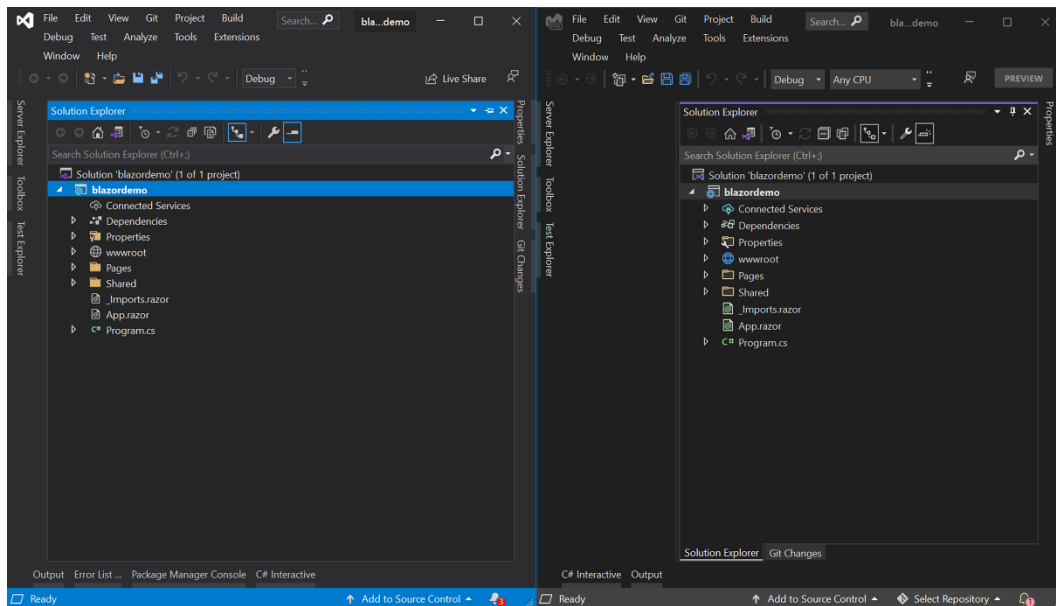 File Edit View Git Project Build Search... bla...demo
Debug Test Analyze Tools Extensions
Window Help
Debug Live Share
Server Explorer
Toolbox
Test Explorer
Solution Explorer
Search Solution Explorer (Ctrl+;)
Solution 'blazordemo' (1 of 1 project)
blazordemo
Connected Services
Dependencies
Properties
wwwroot
Pages
Shared
_Imports.razor
App.razor
C# Program.cs
Properties
Solution Explorer
Git Changes
Output Error List ... Package Manager Console C# Interactive
Ready Add to Source Control 3
File Edit View Git Project Build Search... bla...demo
Debug Test Analyze Tools Extensions
Window Help
Debug Any CPU PREVIEW
Server Explorer
Toolbox
Test Explorer
Solution Explorer
Search Solution Explorer (Ctrl+;)
Solution 'blazordemo' (1 of 1 project)
blazordemo
Connected Services
Dependencies
Properties
wwwroot
Pages
Shared
_Imports.razor
App.razor
C# Program.cs
Solution Explorer Git Changes
Properties
C# Interactive Output
Ready Add to Source Control Select Repository 1